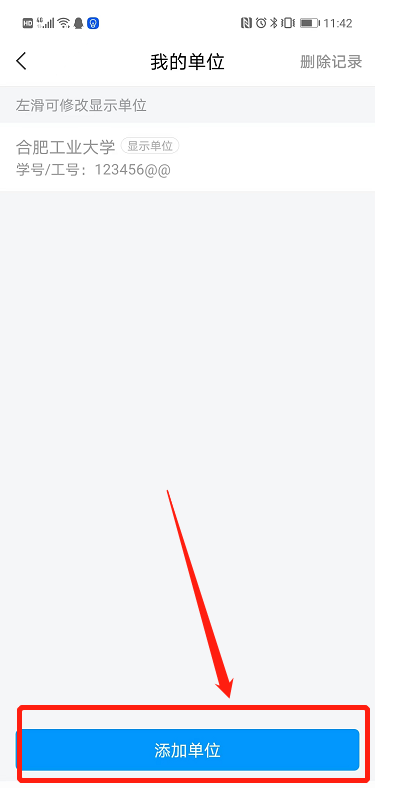 HD 4G 11:42
我的单位 删除记录
左滑可修改显示单位
合肥工业大学 显示单位
学号/工号：123456@@
添加单位